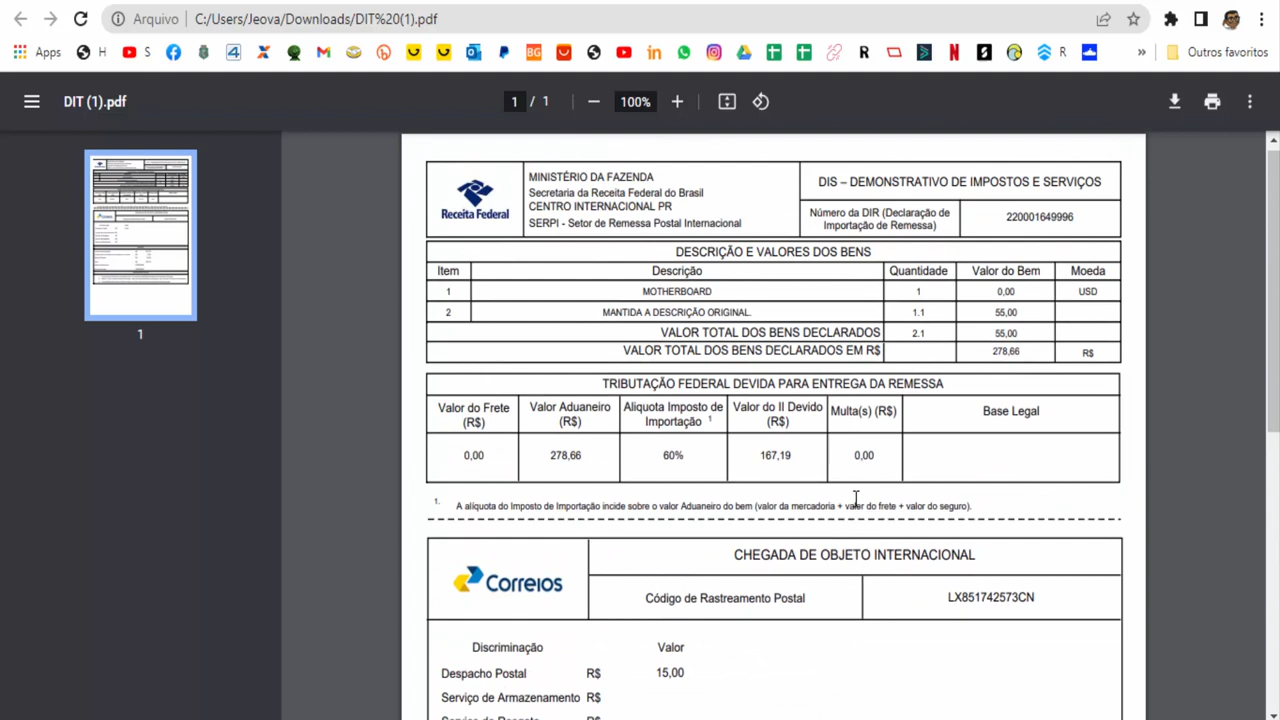 Arquivo
C:/Users/Jeova/Downloads/DIT%20(1).pdf
Apps
H
S
R
Outros favoritos
DIT (1).pdf
1 / 1
100%
1
Receita Federal
MINISTÉRIO DA FAZENDA
Secretaria da Receita Federal do Brasil
CENTRO INTERNACIONAL PR
SERPI - Setor de Remessa Postal Internacional
DIS – DEMONSTRATIVO DE IMPOSTOS E SERVIÇOS
Número da DIR (Declaração de
Importação de Remessa)
220001649996
DESCRIÇÃO E VALORES DOS BENS
Item Descrição Quantidade Valor do Bem Moeda
1 MOTHERBOARD 1 0,00 USD
2 MANTIDA A DESCRIÇÃO ORIGINAL. 1.1 55,00
VALOR TOTAL DOS BENS DECLARADOS 2.1 55,00
VALOR TOTAL DOS BENS DECLARADOS EM R$ 278,66 R$
TRIBUTAÇÃO FEDERAL DEVIDA PARA ENTREGA DA REMESSA
Valor do Frete
(R$)
Valor Aduaneiro
(R$)
Aliquota Imposto de
Importação 1
Valor do II Devido
(R$)
Multa(s) (R$)
Base Legal
0,00 278,66 60% 167,19 0,00
1. A alíquota do Imposto de Importação incide sobre o valor Aduaneiro do bem (valor da mercadoria + valor do frete + valor do seguro).
Correios
CHEGADA DE OBJETO INTERNACIONAL
Código de Rastreamento Postal
LX851742573CN
Discriminação Valor
Despacho Postal R$ 15,00
Serviço de Armazenamento R$